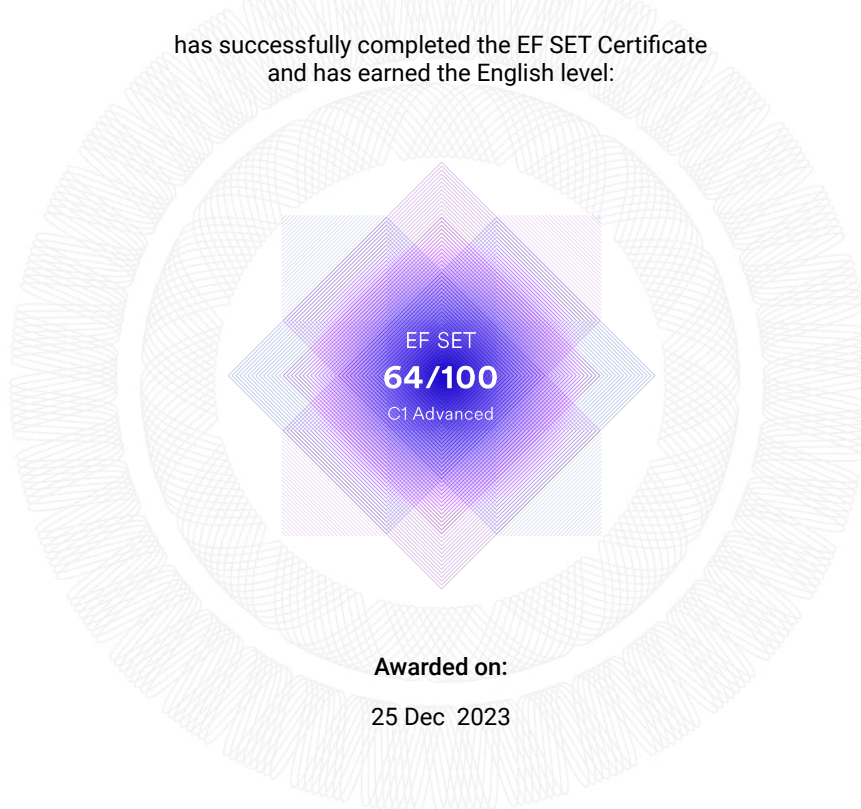 has successfully completed the EF SET Certificate
and has earned the English level:
EF SET
64/100
C1 Advanced
Awarded on:
25 Dec 2023